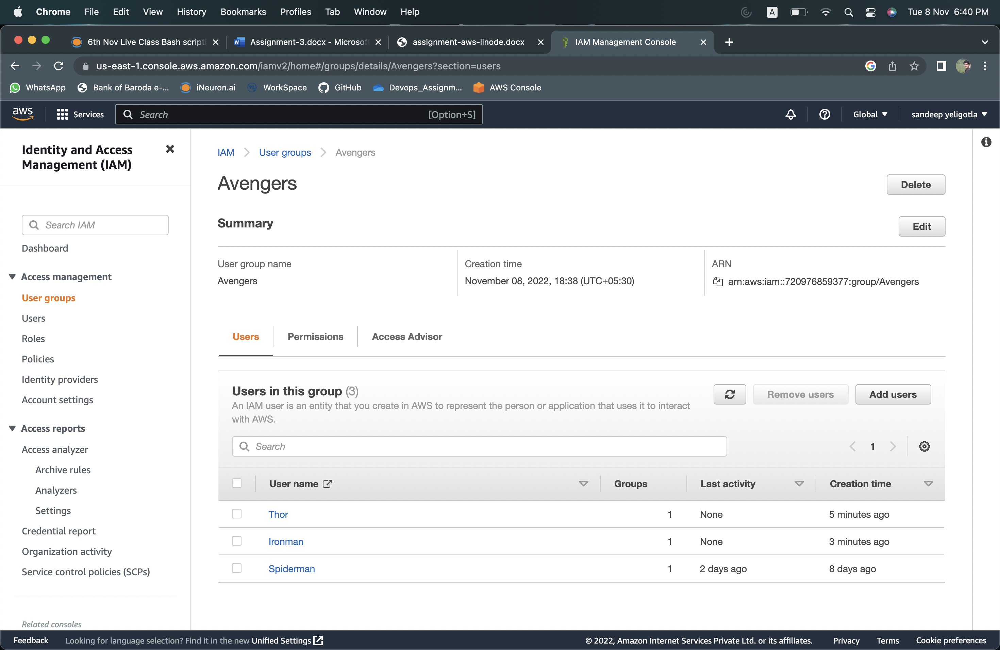 Chrome File Edit View History Bookmarks Profiles Tab Window Help A Tue 8 Nov 6:40 PM
6th Nov Live Class Bash scripti Assignment-3.docx - Microsof assignment-aws-linode.docx IAM Management Console
us-east-1.console.aws.amazon.com/iamv2/home#/groups/details/Avengers?section=users
WhatsApp Bank of Baroda e-... iNeuron.ai WorkSpace GitHub Devops_Assignm... AWS Console
aws Services Search [Option+S] Global sandeep yeligotla
Identity and Access
Management (IAM)
Search IAM
Dashboard
Access management
User groups
Users
Roles
Policies
Identity providers
Account settings
Access reports
Access analyzer
Archive rules
Analyzers
Settings
Credential report
Organization activity
Service control policies (SCPs)
Related consoles
IAM User groups Avengers
Avengers
Delete
Summary
Edit
User group name
Avengers
Creation time
November 08, 2022, 18:38 (UTC+05:30)
ARN
arn:aws:iam::720976859377:group/Avengers
Users Permissions Access Advisor
Users in this group (3)
Remove users Add users
An IAM user is an entity that you create in AWS to represent the person or application that uses it to interact
with AWS.
Search
1
User name Groups Last activity Creation time
Thor 1 None 5 minutes ago
Ironman 1 None 3 minutes ago
Spiderman 1 2 days ago 8 days ago
Feedback Looking for language selection? Find it in the new Unified Settings © 2022, Amazon Internet Services Private Ltd. or its affiliates. Privacy Terms Cookie preferences